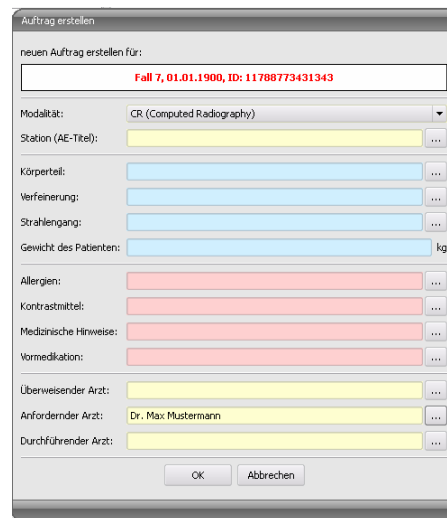 Auftrag erstellen
neuen Auftrag erstellen für:
Fall 7, 01.01.1900, ID: 11788773431343
Modalität: CR (Computed Radiography)
Station (AE-Titel): ...
Körperteil: ...
Verfeinerung: ...
Strahlengang: ...
Gewicht des Patienten: kg
Allergien: ...
Kontrastmittel: ...
Medizinische Hinweise: ...
Vormedikation: ...
Überweisender Arzt: ...
Anfordernder Arzt: Dr. Max Mustermann ...
Durchführender Arzt: ...
OK Abbrechen